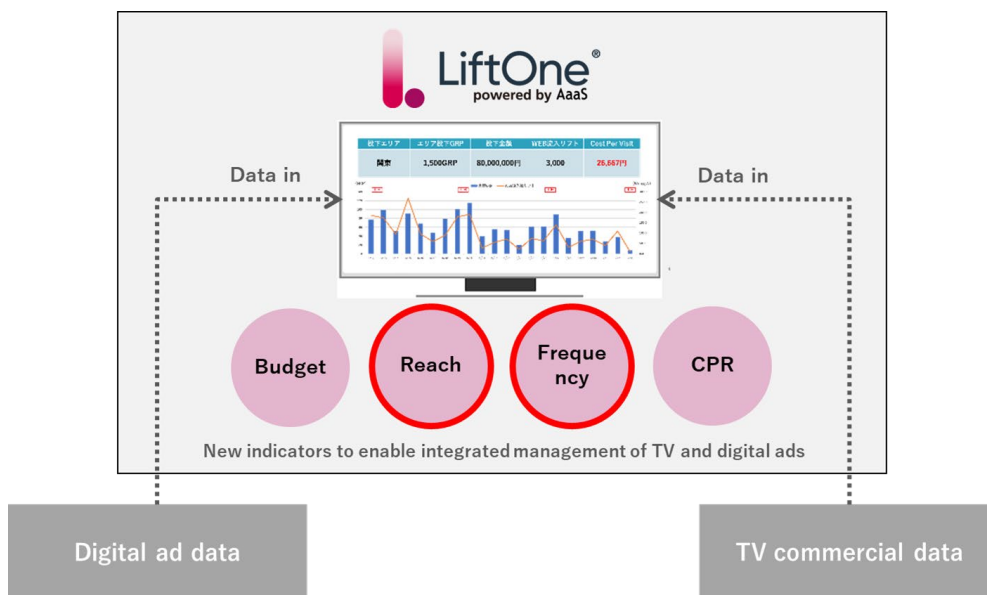 LiftOne®
powered by AaaS
投下エリア エリア投下GRP 投下金額 WEB流入リフト Cost Per Visit
関東 1,500GRP 80,000,000円 3,000 26,667円
Data in
Data in
Budget
Reach
Freque
ncy
CPR
New indicators to enable integrated management of TV and digital ads
Digital ad data
TV commercial data